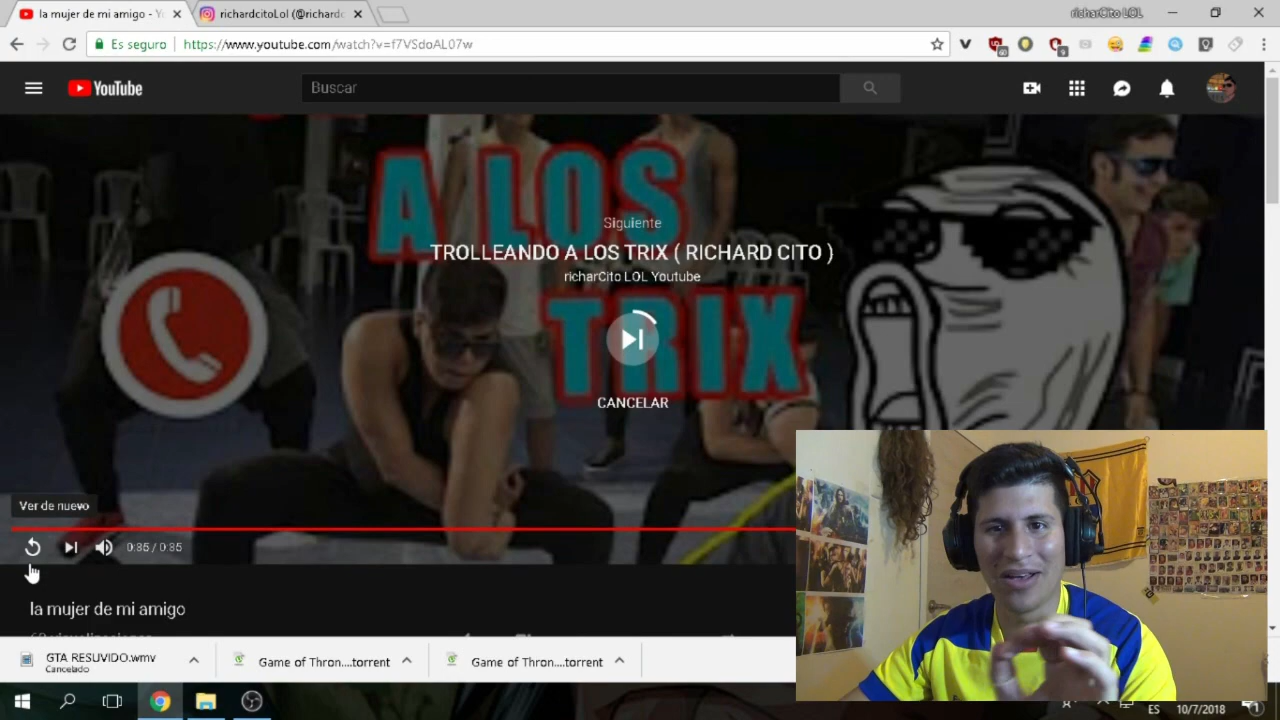 la mujer de mi amigo - Yo
richardcitoLol (@richardc
richarCito LOL
Es seguro
https://www.youtube.com/watch?v=f7VSdoAL07w
YouTube
Buscar
A LOS
TRIX
Siguiente
TROLLEANDO A LOS TRIX ( RICHARD CITO )
richarCito LOL Youtube
CANCELAR
Ver de nuevo
0:35 / 0:35
la mujer de mi amigo
GTA RESUVIDO.wmv
Cancelado
Game of Thron....torrent
Game of Thron....torrent
ES
10/7/2018